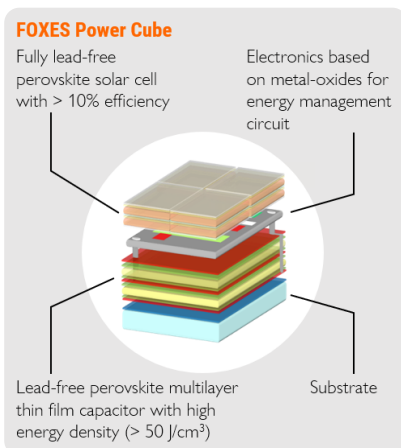 FOXES Power Cube
Fully lead-free
perovskite solar cell
with > 10% efficiency
Electronics based
on metal-oxides for
energy management
circuit
Lead-free perovskite multilayer
thin film capacitor with high
energy density (> 50 J/cm³)
Substrate